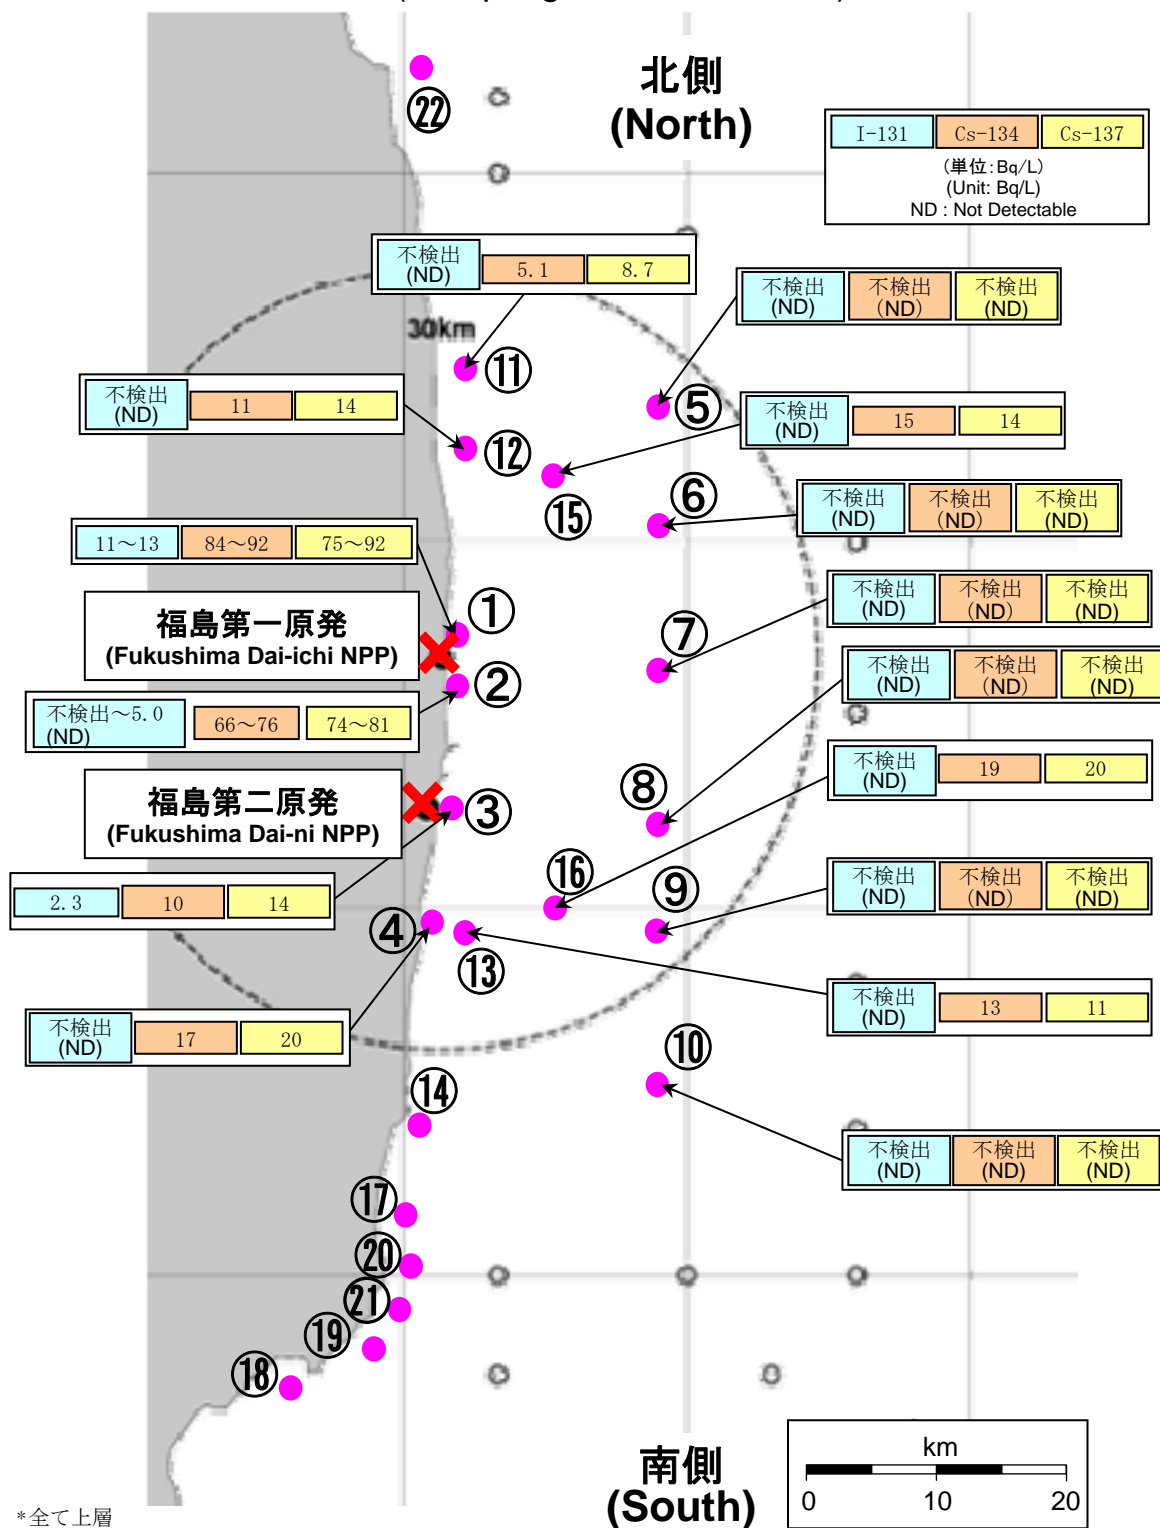 北側
(North)
㉒
I-131 Cs-134 Cs-137
(単位:Bq/L)
(Unit: Bq/L)
ND : Not Detectable
不検出 5.1 8.7
(ND)
不検出 不検出 不検出
(ND) (ND) (ND)
30km
⑪
⑤
不検出 11 14
(ND)
不検出 15 14
(ND)
⑫
⑮
⑥
不検出 不検出 不検出
(ND) (ND) (ND)
11～13 84～92 75～92
福島第一原発
(Fukushima Dai-ichi NPP)
①
⑦
不検出 不検出 不検出
(ND) (ND) (ND)
②
不検出 不検出 不検出
(ND) (ND) (ND)
不検出～5.0 66～76 74～81
(ND)
不検出 19 20
(ND)
福島第二原発
(Fukushima Dai-ni NPP)
③
⑧
2.3 10 14
⑯
⑨
不検出 不検出 不検出
(ND) (ND) (ND)
④
⑬
不検出 13 11
(ND)
不検出 17 20
(ND)
⑩
⑭
不検出 不検出 不検出
(ND) (ND) (ND)
⑰
⑳
㉑
⑲
⑱
南側
(South)
km
0 10 20
*全て上層